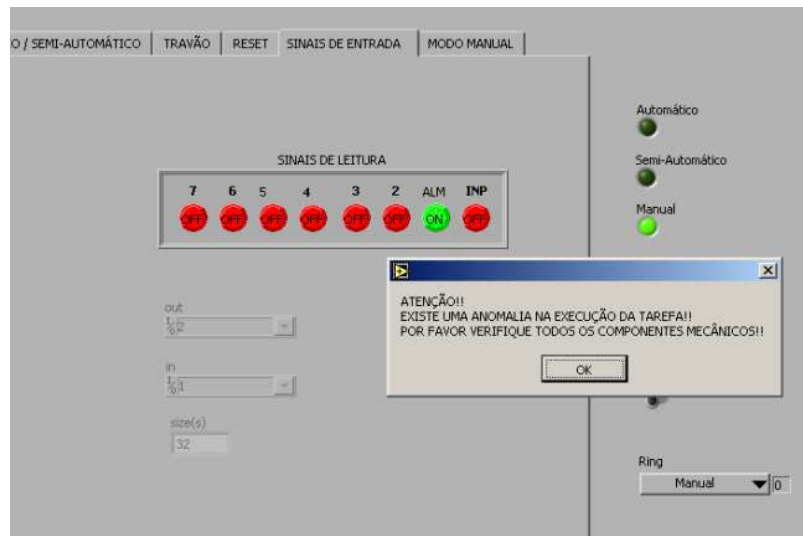 O / SEMI-AUTOMÁTICO TRAVÃO RESET SINAIS DE ENTRADA MODO MANUAL
Automático
Semi-Automático
Manual
SINAIS DE LEITURA
7 6 5 4 3 2 ALM INP
OFF OFF OFF OFF OFF OFF ON OFF
ATENÇÃO!!
EXISTE UMA ANOMALIA NA EXECUÇÃO DA TAREFA!!
POR FAVOR VERIFIQUE TODOS OS COMPONENTES MECÂNICOS!!
OK
out
2
in
1
size(s)
32
Ring
Manual 0